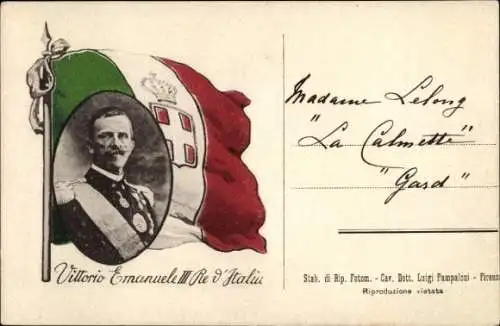 Vittorio Emanuele III Re d'Italia
Madame Lelong
"La Calmette"
"Gard"
Stab. di Rip. Fotom. - Cav. Dott. Luigi Pampaloni - Firenze
Riproduzione vietata